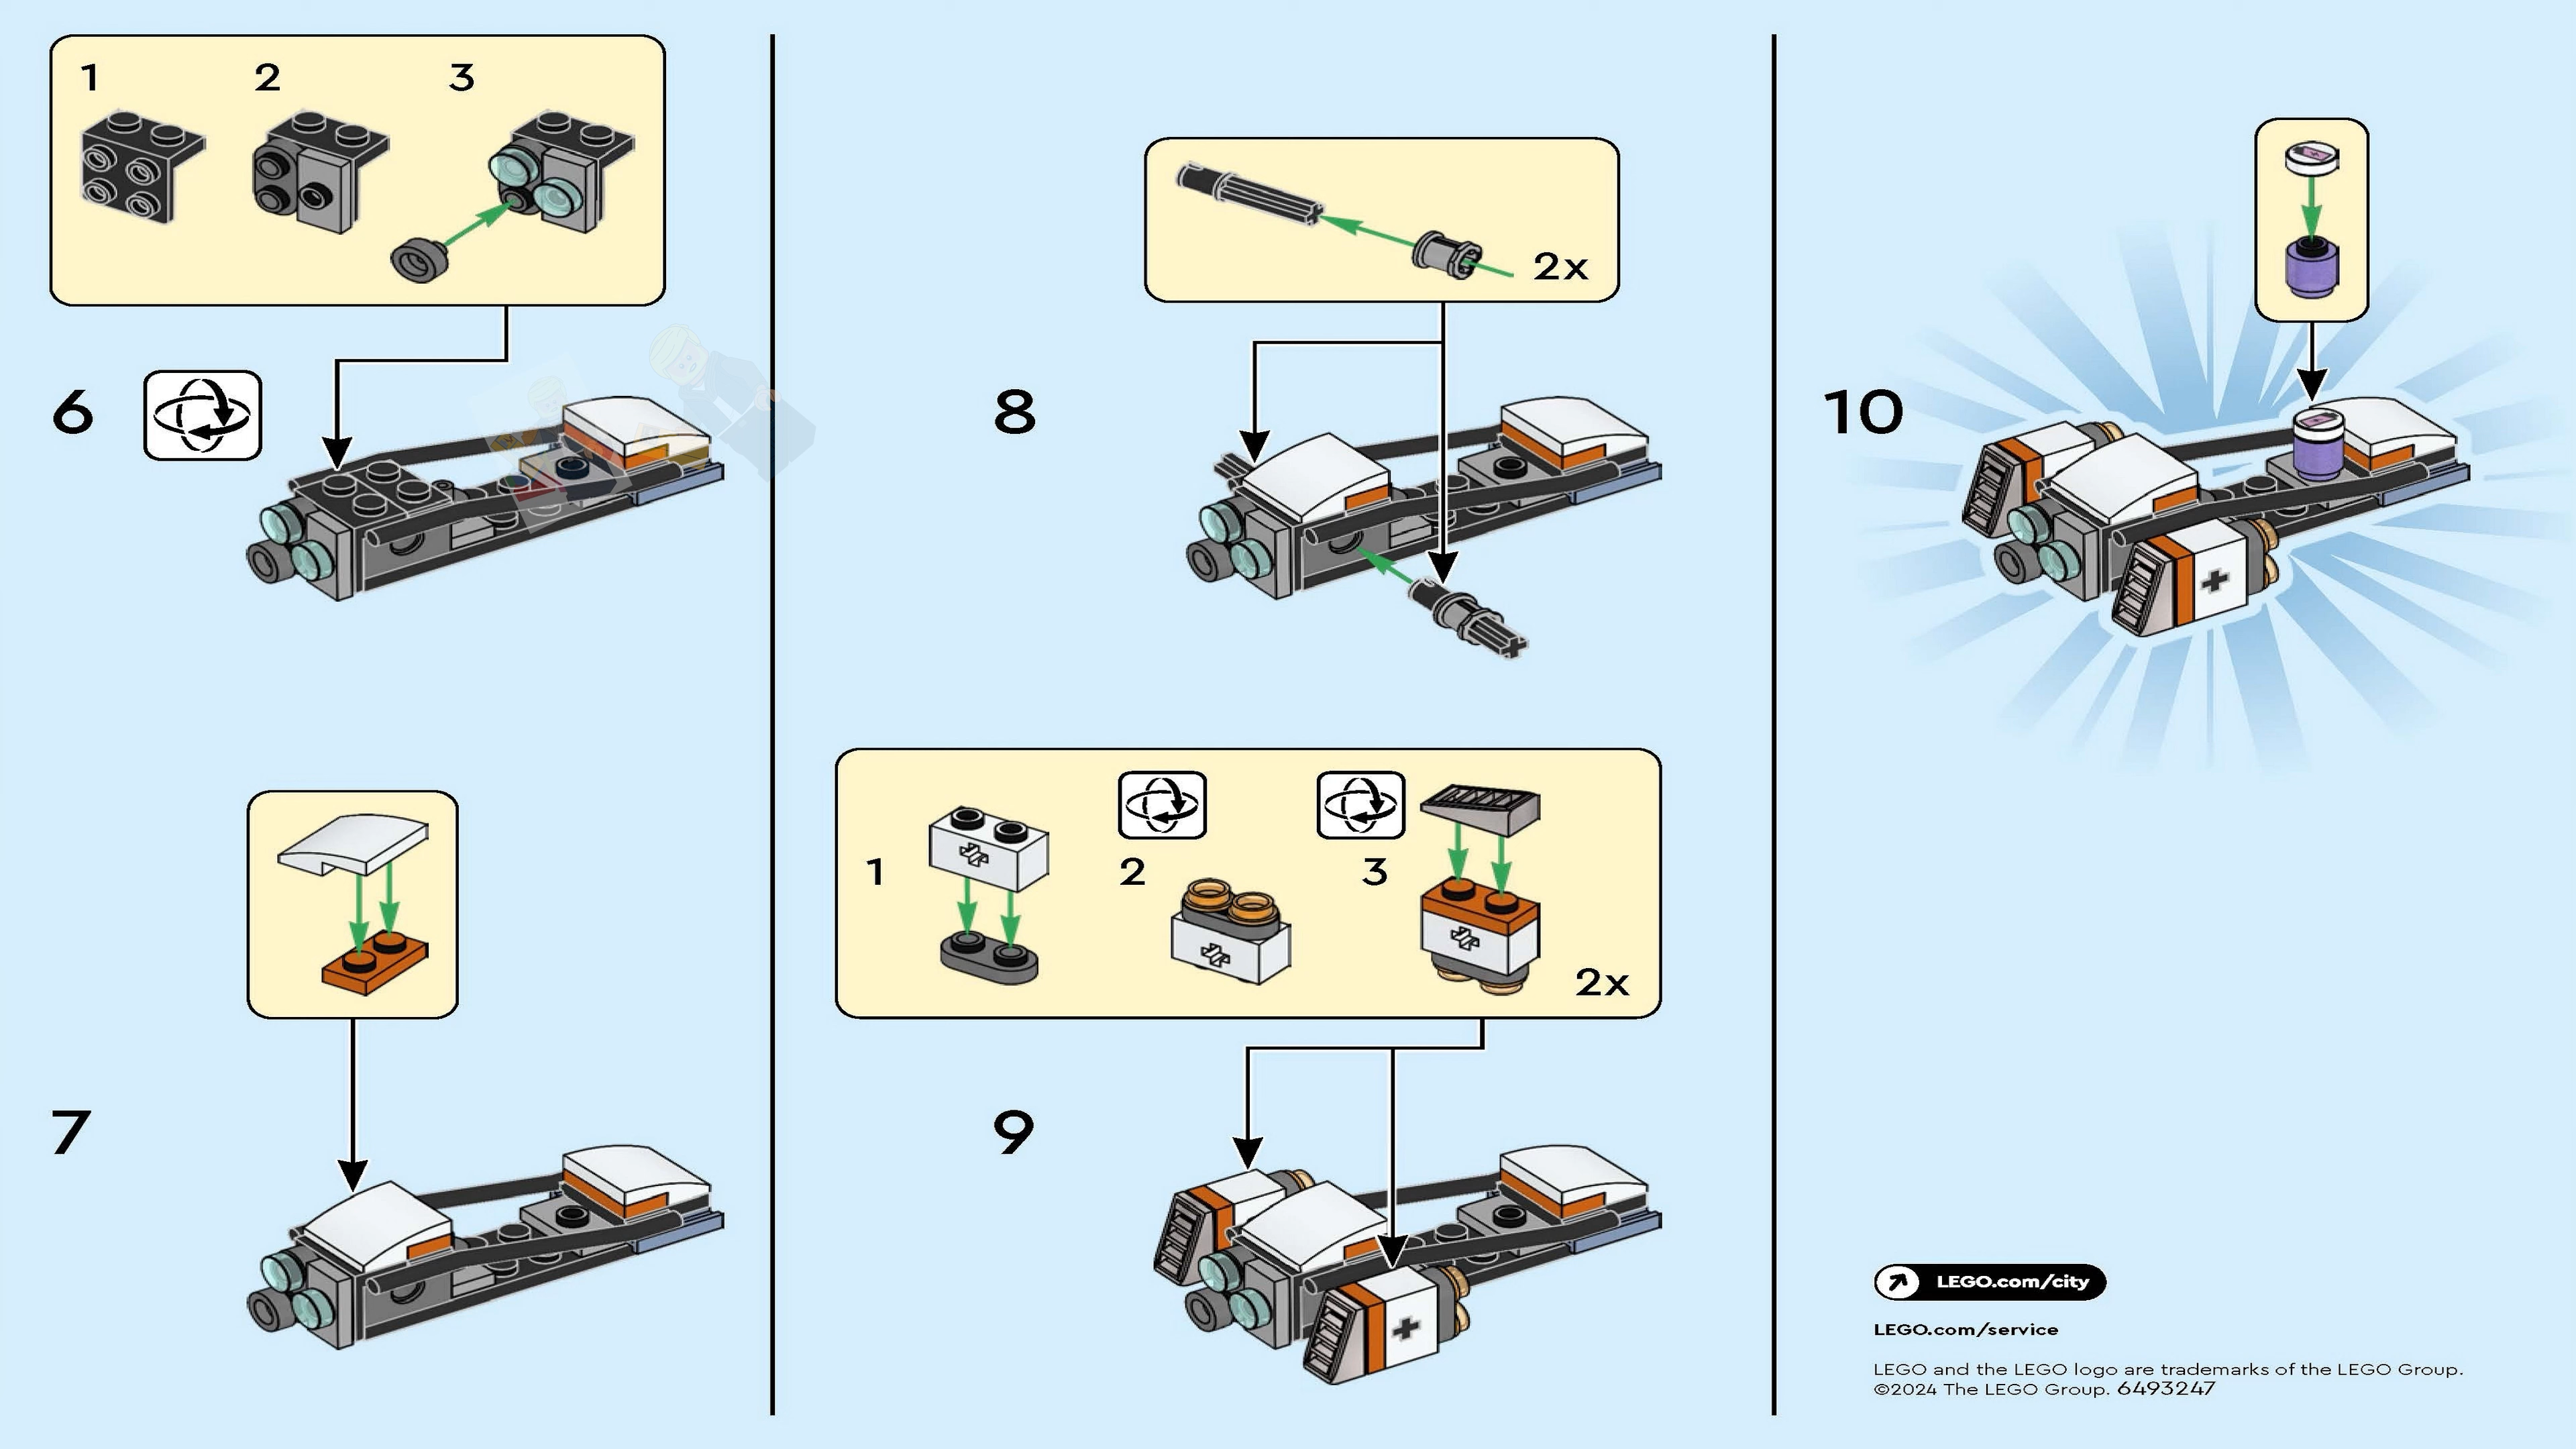 1
2
3
6
7
2x
8
1
2
3
2x
9
10
LEGO.com/city
LEGO.com/service
LEGO and the LEGO logo are trademarks of the LEGO Group.
©2024 The LEGO Group. 6493247